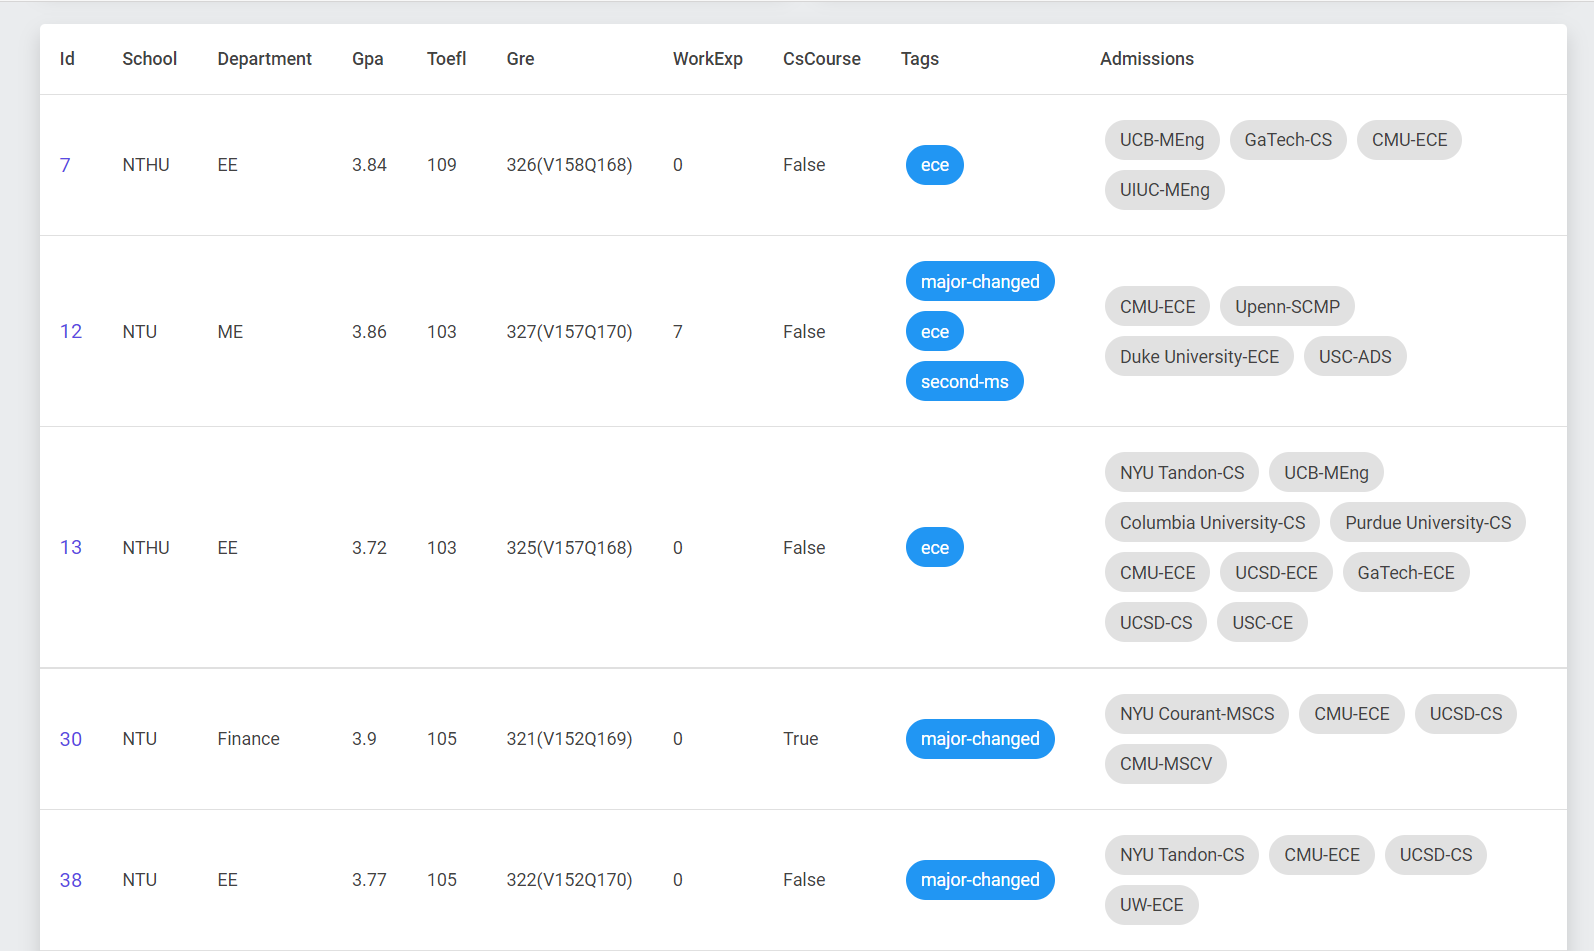 Id School Department Gpa Toefl Gre WorkExp CsCourse Tags Admissions
7 NTHU EE 3.84 109 326(V158Q168) 0 False ece UCB-MEng GaTech-CS CMU-ECE
UIUC-MEng
12 NTU ME 3.86 103 327(V157Q170) 7 False major-changed
ece
second-ms
CMU-ECE Upenn-SCMP
Duke University-ECE USC-ADS
13 NTHU EE 3.72 103 325(V157Q168) 0 False ece NYU Tandon-CS UCB-MEng
Columbia University-CS Purdue University-CS
CMU-ECE UCSD-ECE GaTech-ECE
UCSD-CS USC-CE
30 NTU Finance 3.9 105 321(V152Q169) 0 True major-changed NYU Courant-MSCS CMU-ECE UCSD-CS
CMU-MSCV
38 NTU EE 3.77 105 322(V152Q170) 0 False major-changed NYU Tandon-CS CMU-ECE UCSD-CS
UW-ECE